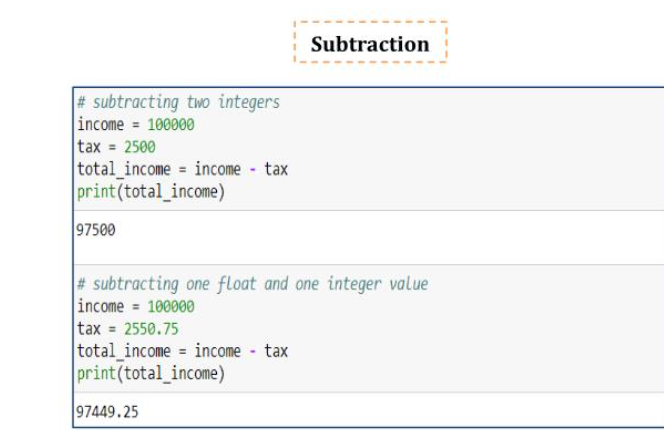 Subtraction
# subtracting two integers
income = 100000
tax = 2500
total_income = income - tax
print(total_income)
97500
# subtracting one float and one integer value
income = 100000
tax = 2550.75
total_income = income - tax
print(total_income)
97449.25